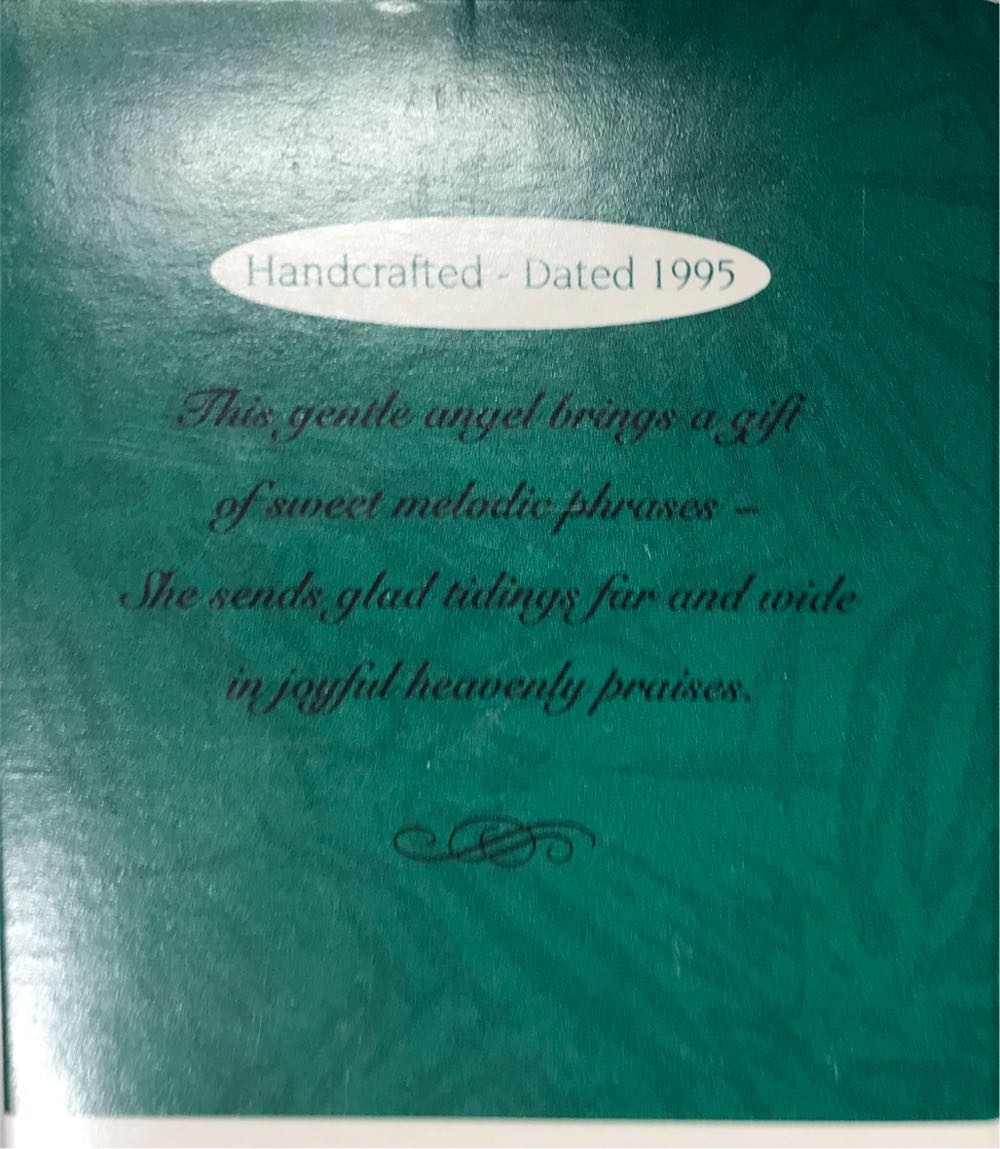 Handcrafted - Dated 1995
This gentle angel brings a gift
of sweet melodic phrases –
She sends glad tidings far and wide
in joyful heavenly praises.